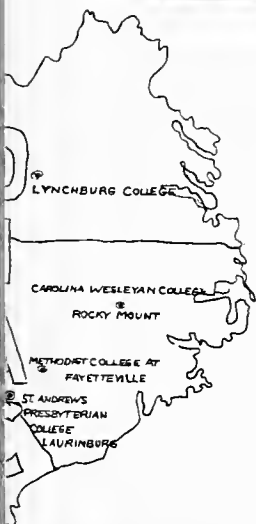 LYNCHBURG COLLEGE
CAROLINA WESLEYAN COLLEGE
ROCKY MOUNT
METHODIST COLLEGE AT
FAYETTEVILLE
ST. ANDREWS
PRESBYTERIAN
COLLEGE
LAURINBURG